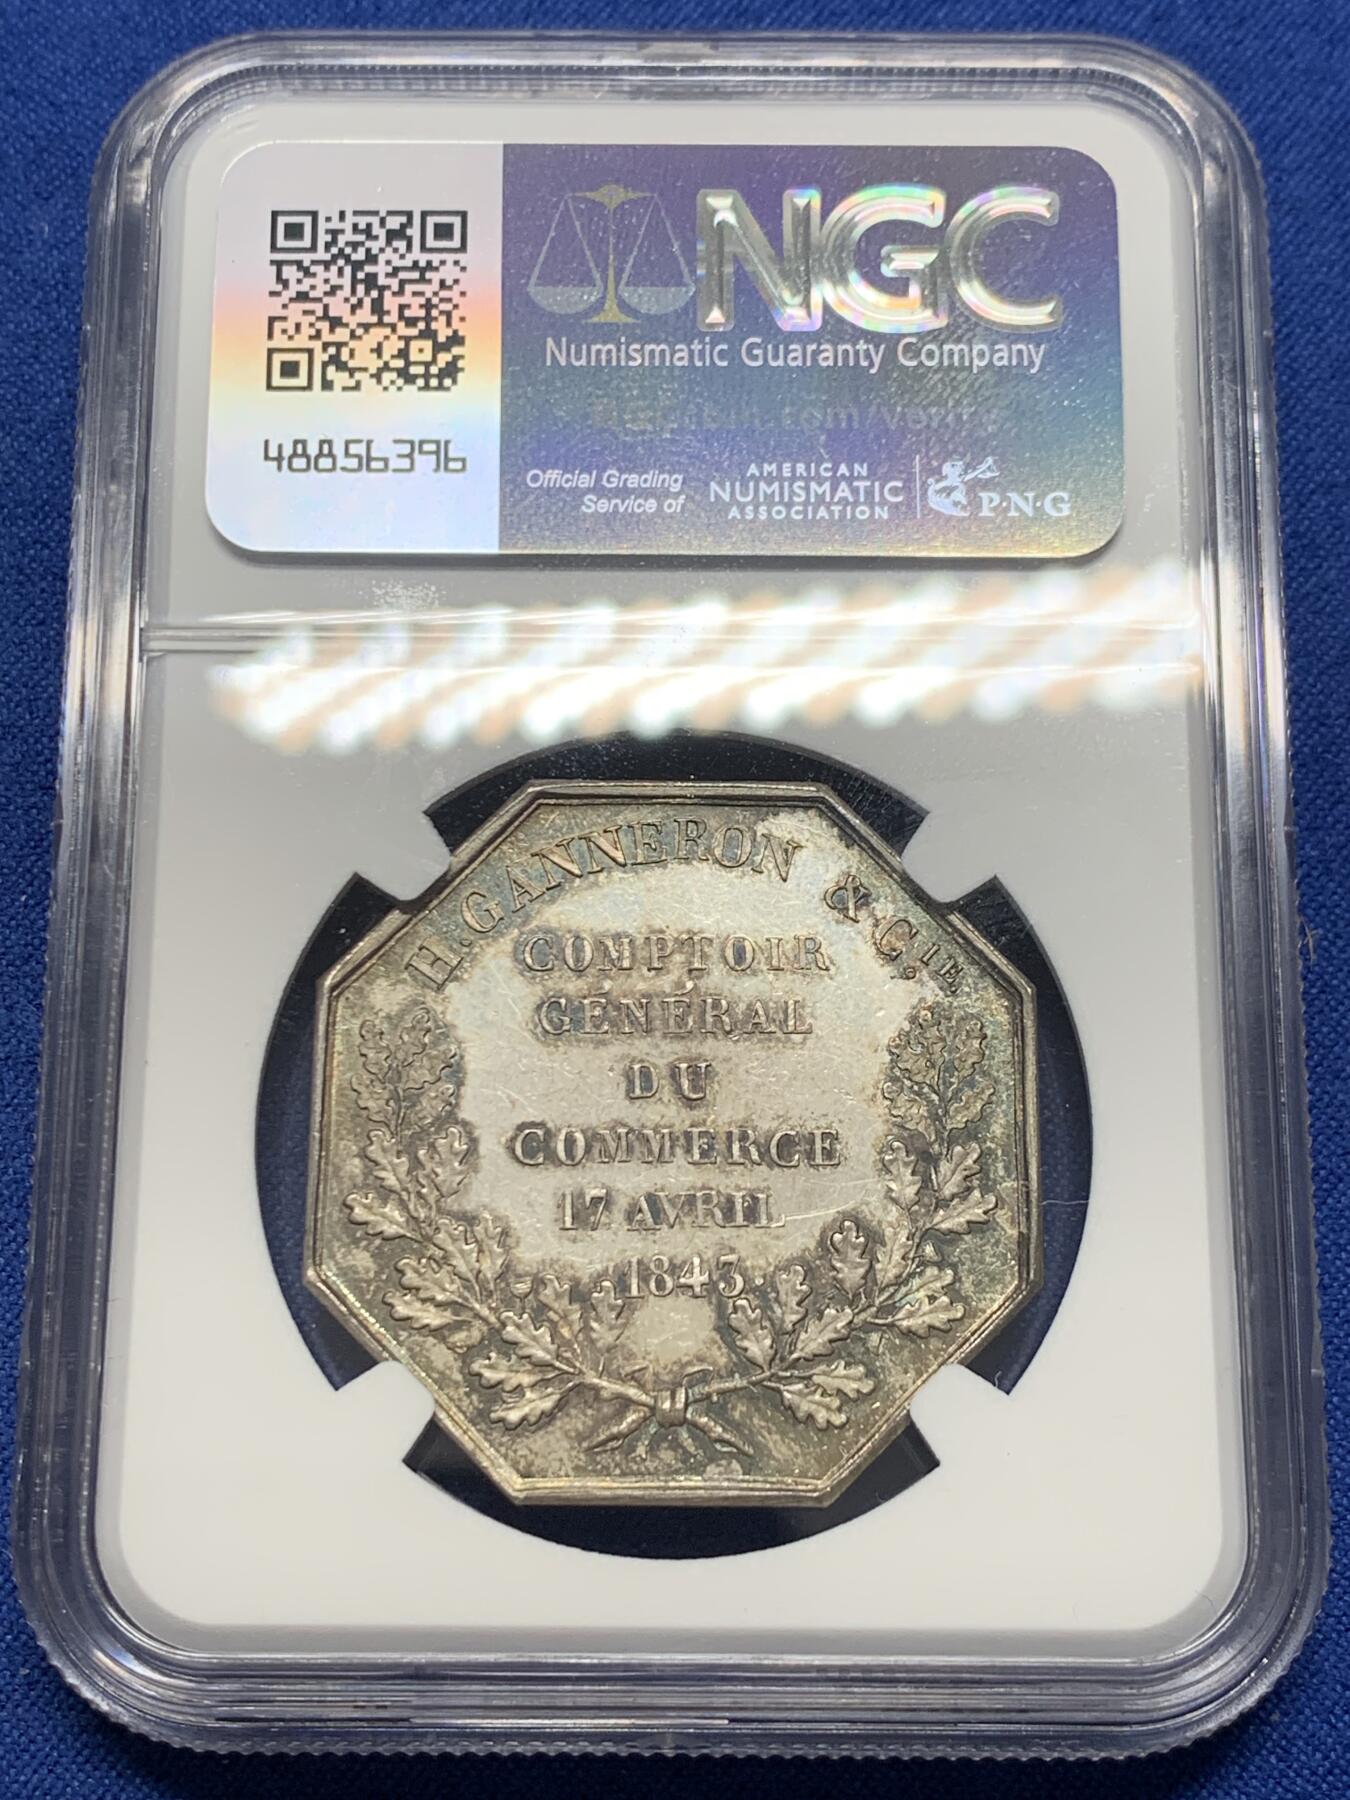 NGC
Numismatic Guaranty Company
48856396
Official Grading
Service of
AMERICAN
NUMISMATIC
ASSOCIATION
P·N·G
H. GANNERON & C.IE.
COMPTOIR
GÉNÉRAL
DU
COMMERCE
17 AVRIL
1843.